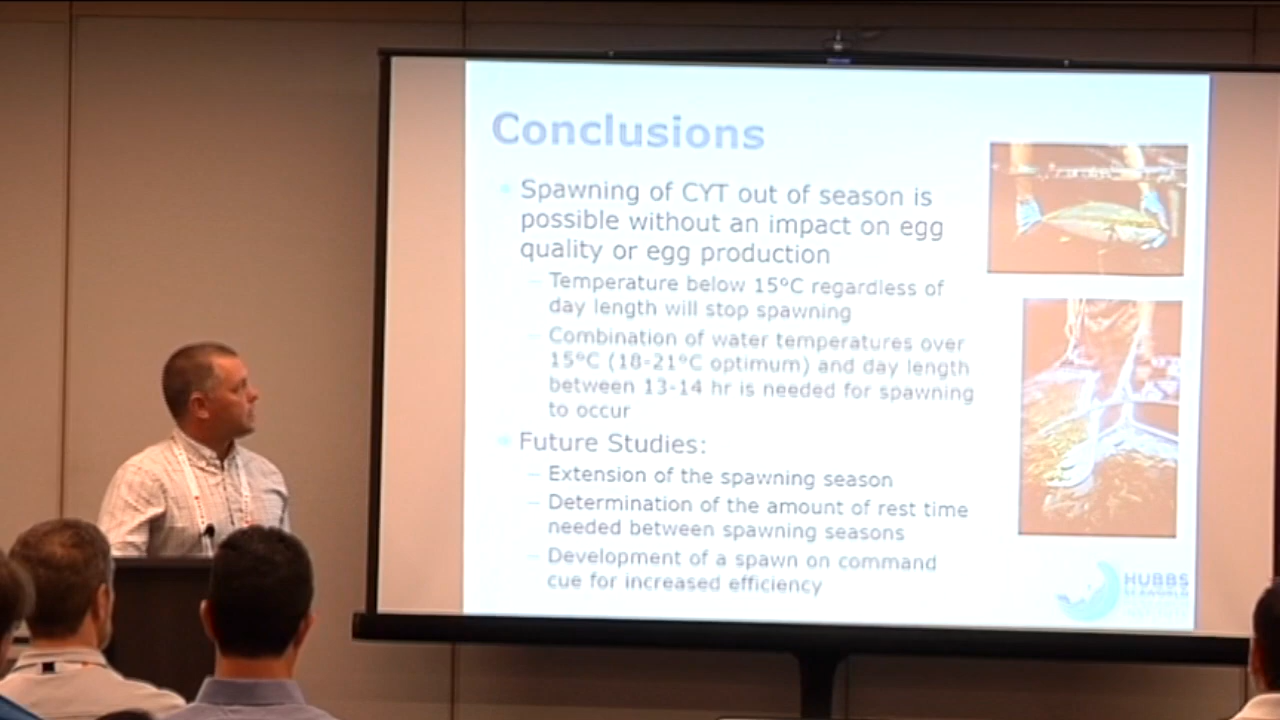 Conclusions
Spawning of CYT out of season is
possible without an impact on egg
quality or egg production
Temperature below 15°C regardless of
day length will stop spawning
Combination of water temperatures over
15°C (18-21°C optimum) and day length
between 13-14 hr is needed for spawning
to occur
Future Studies:
Extension of the spawning season
Determination of the amount of rest time
needed between spawning seasons
Development of a spawn on command
cue for increased efficiency
HUBBS
SEAWORLD